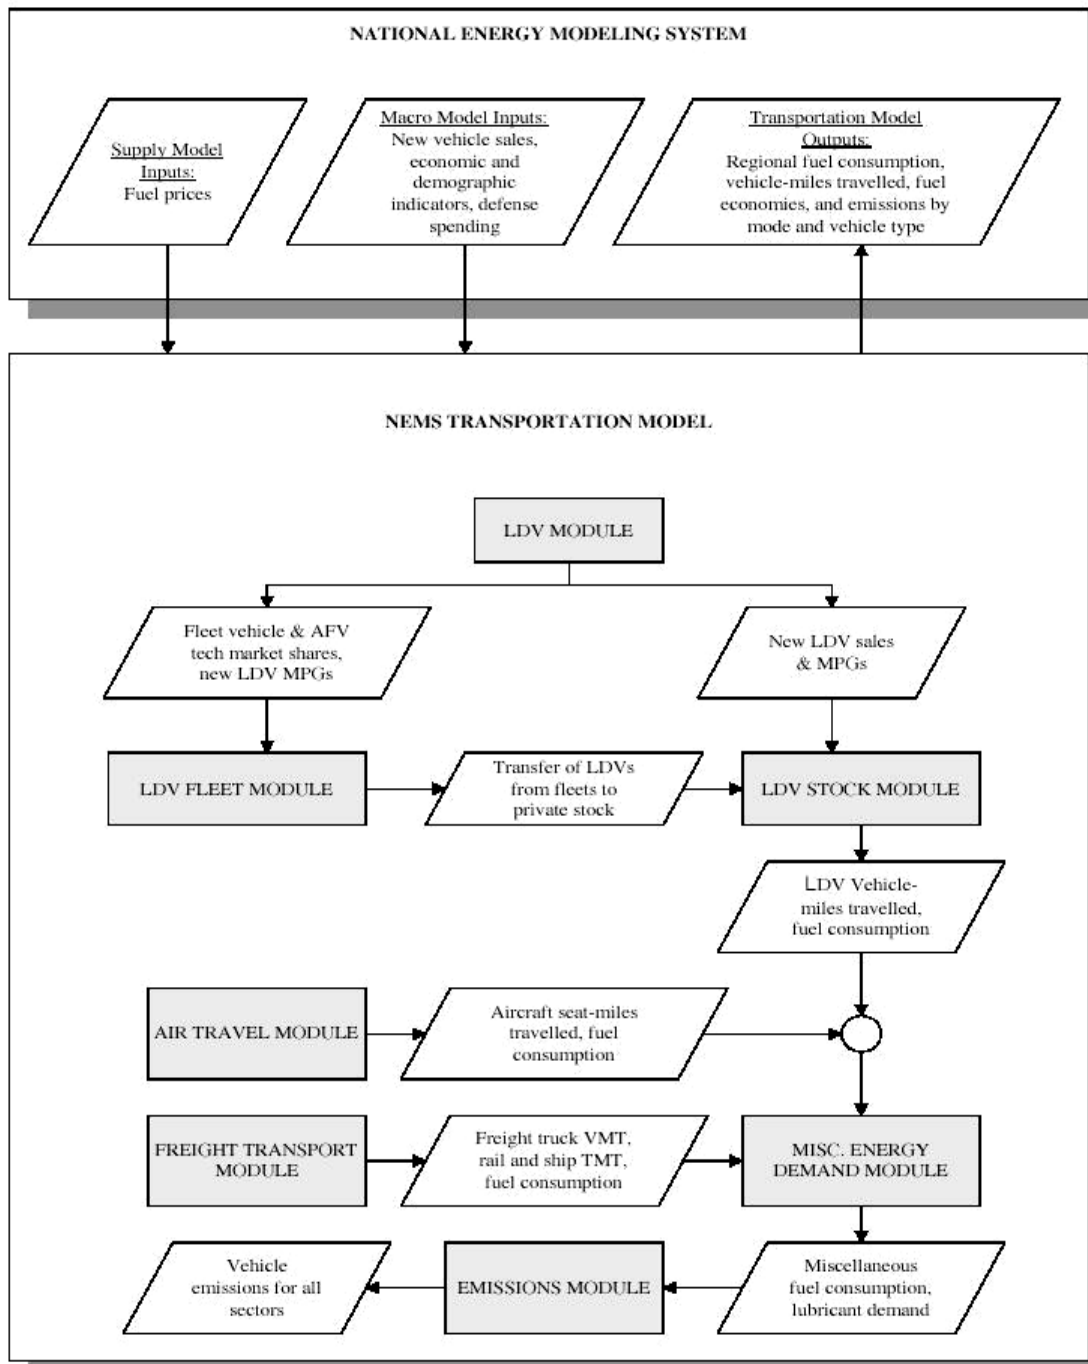 NATIONAL ENERGY MODELING SYSTEM
Supply Model
Inputs:
Fuel prices
Macro Model Inputs:
New vehicle sales,
economic and
demographic
indicators, defense
spending
Transportation Model
Outputs:
Regional fuel consumption,
vehicle-miles travelled, fuel
economies, and emissions by
mode and vehicle type
NEMS TRANSPORTATION MODEL
LDV MODULE
Fleet vehicle & AFV
tech market shares,
new LDV MPGs
New LDV sales
& MPGs
LDV FLEET MODULE
Transfer of LDVs
from fleets to
private stock
LDV STOCK MODULE
LDV Vehicle-
miles travelled,
fuel consumption
AIR TRAVEL MODULE
Aircraft seat-miles
travelled, fuel
consumption
FREIGHT TRANSPORT
MODULE
Freight truck VMT,
rail and ship TMT,
fuel consumption
MISC. ENERGY
DEMAND MODULE
Vehicle
emissions for all
sectors
EMISSIONS MODULE
Miscellaneous
fuel consumption,
lubricant demand